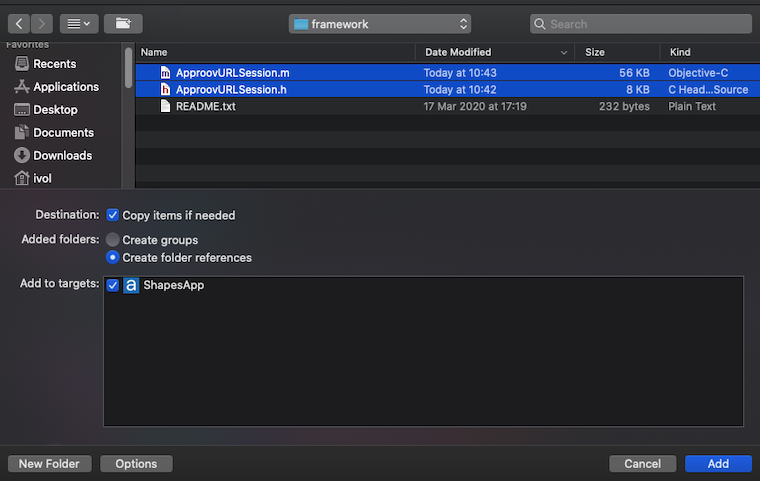 framework
Search
Favorites
Name Date Modified Size Kind
Recents
ApproovURLSession.m Today at 10:43 56 KB Objective-C
Applications
ApproovURLSession.h Today at 10:42 8 KB C Head...Source
Desktop
README.txt 17 Mar 2020 at 17:19 232 bytes Plain Text
Documents
Downloads
ivol
Destination: Copy items if needed
Added folders: Create groups
Create folder references
Add to targets: a ShapesApp
New Folder Options Cancel Add